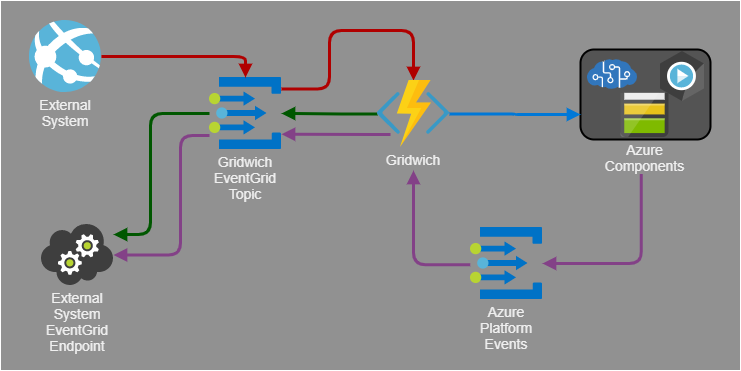 External
System
Gridwich
EventGrid
Topic
Gridwich
Azure
Components
External
System
EventGrid
Endpoint
Azure
Platform
Events